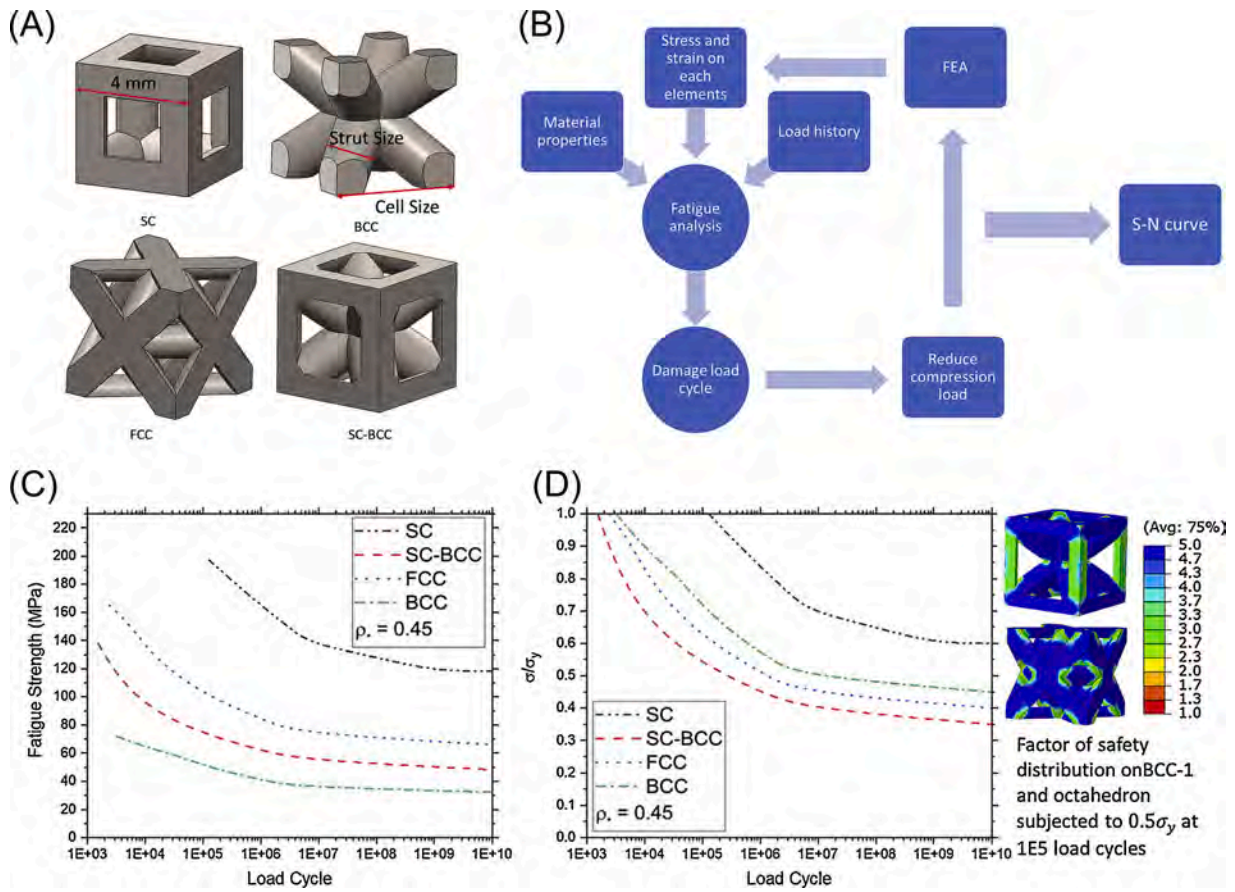 (A)
4 mm
SC
Strut Size
Cell Size
BCC
FCC
SC-BCC
(B)
Stress and
strain on
each
elements
FEA
Material
properties
Load history
Fatigue
analysis
S-N curve
Damage load
cycle
Reduce
compression
load
(C)
Fatigue Strength (MPa)
220
200
180
160
140
120
100
80
60
40
20
0
SC
SC-BCC
FCC
BCC
ρ* = 0.45
1E+03 1E+04 1E+05 1E+06 1E+07 1E+08 1E+09 1E+10
Load Cycle
(D)
σ/σy
1.0
0.9
0.8
0.7
0.6
0.5
0.4
0.3
0.2
0.1
0.0
SC
SC-BCC
FCC
BCC
ρ* = 0.45
1E+03 1E+04 1E+05 1E+06 1E+07 1E+08 1E+09 1E+10
Load Cycle
(Avg: 75%)
5.0
4.7
4.3
4.0
3.7
3.3
3.0
2.7
2.3
2.0
1.7
1.3
1.0
Factor of safety
distribution onBCC-1
and octahedron
subjected to 0.5σy at
1E5 load cycles